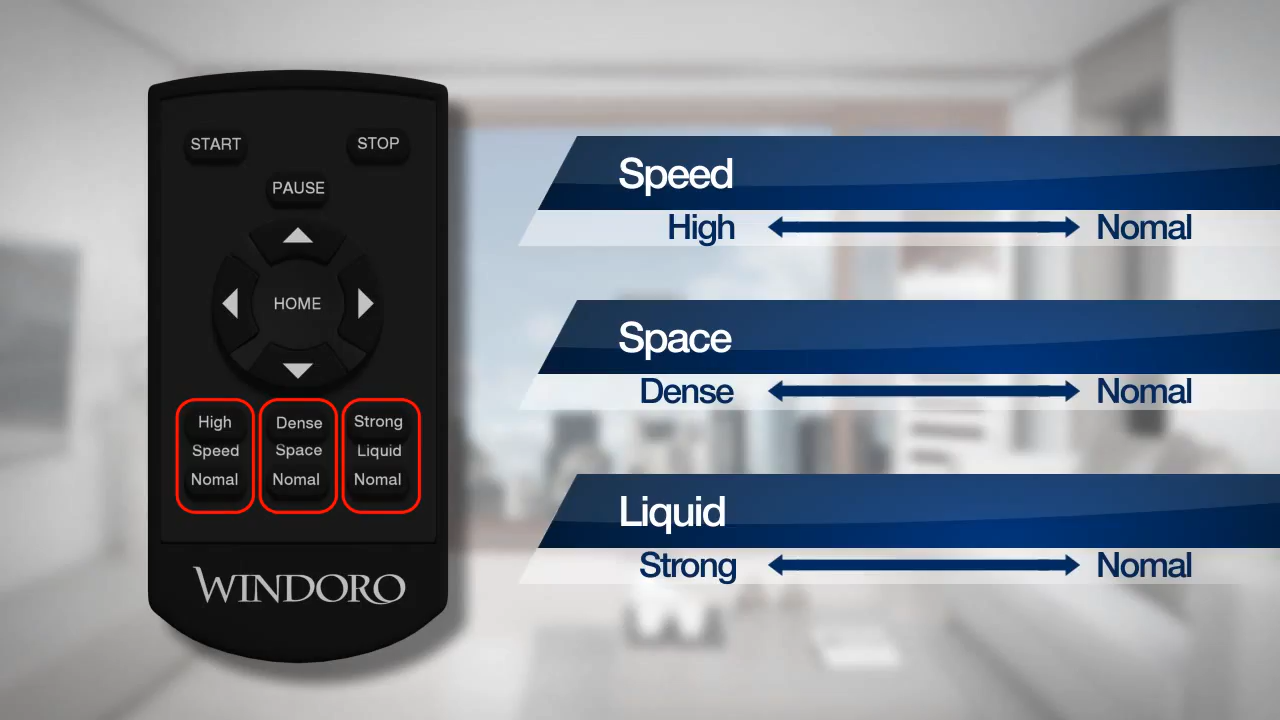 START STOP
PAUSE
HOME
High Dense Strong
Speed Space Liquid
Nomal Nomal Nomal
WINDORO
Speed
High Nomal
Space
Dense Nomal
Liquid
Strong Nomal